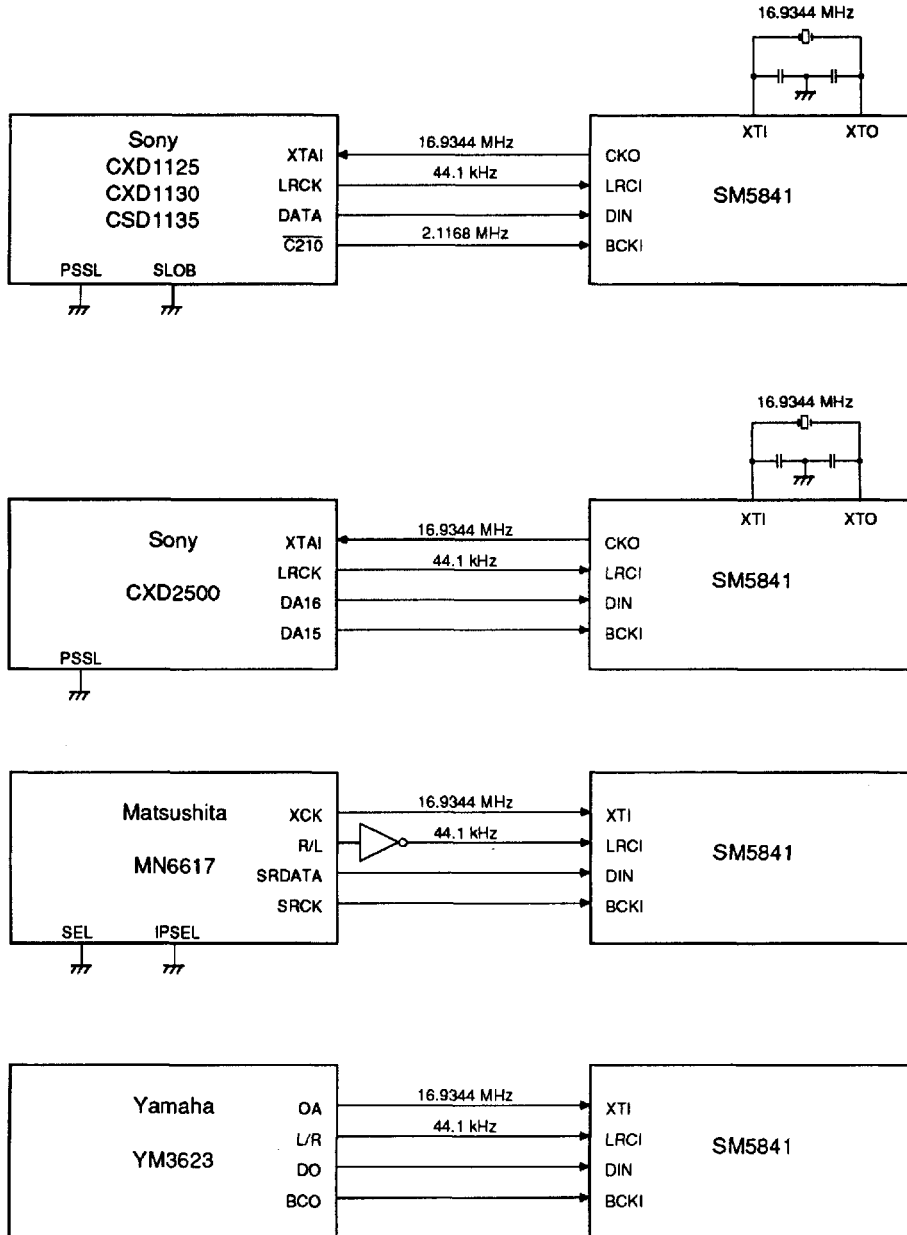 16.9344 MHz
XTI XTO
Sony
CXD1125
CXD1130
CSD1135
XTAI 16.9344 MHz CKO
LRCK 44.1 kHz LRCI
DATA DIN
C210 2.1168 MHz BCKI
SM5841
PSSL SLOB
16.9344 MHz
XTI XTO
Sony
CXD2500
XTAI 16.9344 MHz CKO
LRCK 44.1 kHz LRCI
DA16 DIN
DA15 BCKI
SM5841
PSSL
Matsushita
MN6617
XCK 16.9344 MHz XTI
R/L 44.1 kHz LRCI
SRDATA DIN
SRCK BCKI
SM5841
SEL IPSEL
Yamaha
YM3623
OA 16.9344 MHz XTI
L/R 44.1 kHz LRCI
DO DIN
BCO BCKI
SM5841